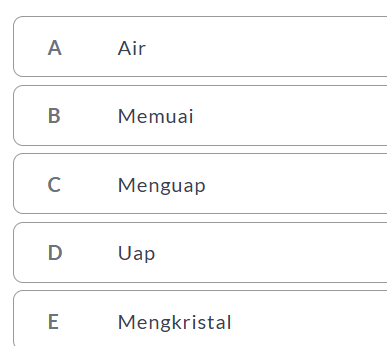 A Air
B Memuai
C Menguap
D Uap
E Mengkristal